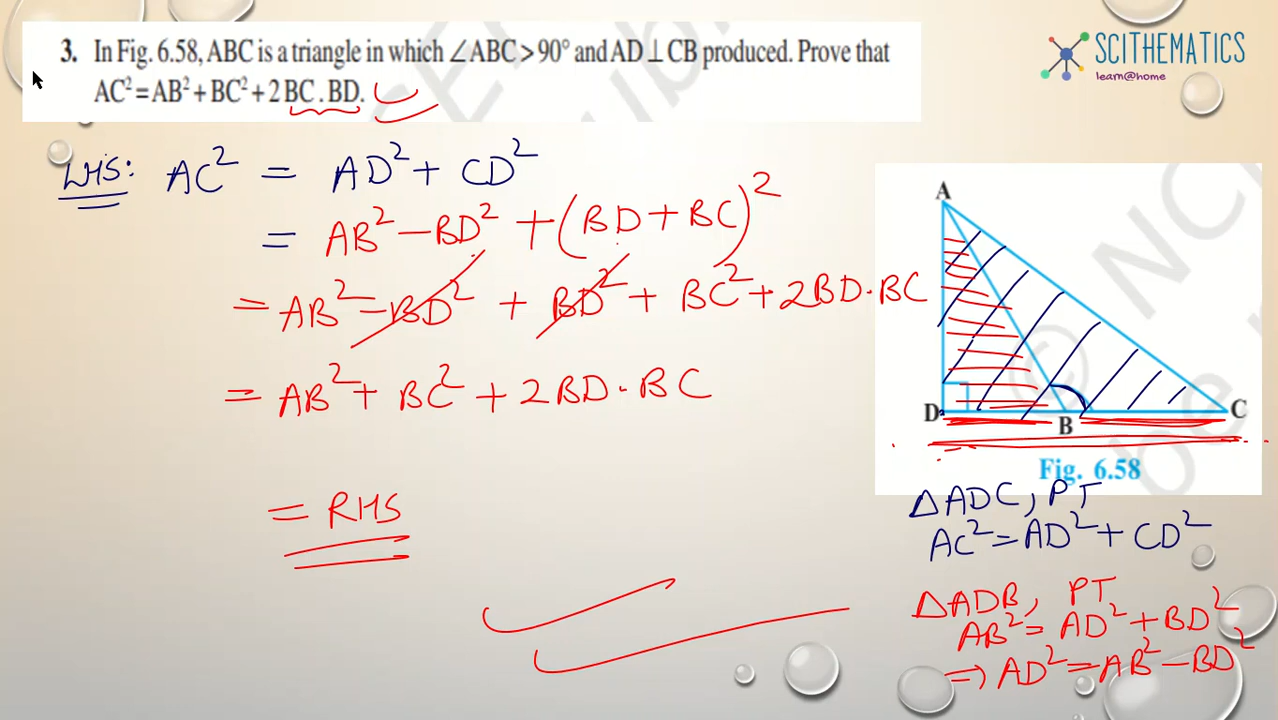 3. In Fig. 6.58, ABC is a triangle in which ∠ABC > 90° and AD ⊥ CB produced. Prove that
AC² = AB² + BC² + 2 BC . BD.
SCITHEMATICS
learn@home
LHS: AC² = AD² + CD²
= AB² - BD² + (BD + BC)²
= AB² - BD² + BD² + BC² + 2BD·BC
= AB² + BC² + 2BD·BC
= RHS
A
D
B
C
Fig. 6.58
△ADC, PT
AC² = AD² + CD²
△ADB, PT
AB² = AD² + BD²
⇒ AD² = AB² - BD²